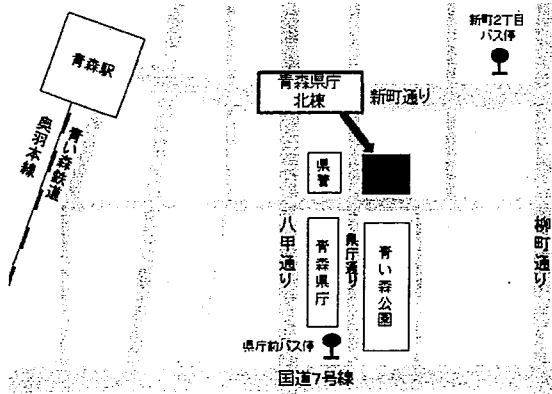 新町2丁目
バス停
青森駅
青森県庁
北棟
新町通り
青い森鉄道
奥羽本線
県警
八甲通り
青森県庁
県庁通り
青い森公園
柳町通り
県庁前バス停
国道7号線